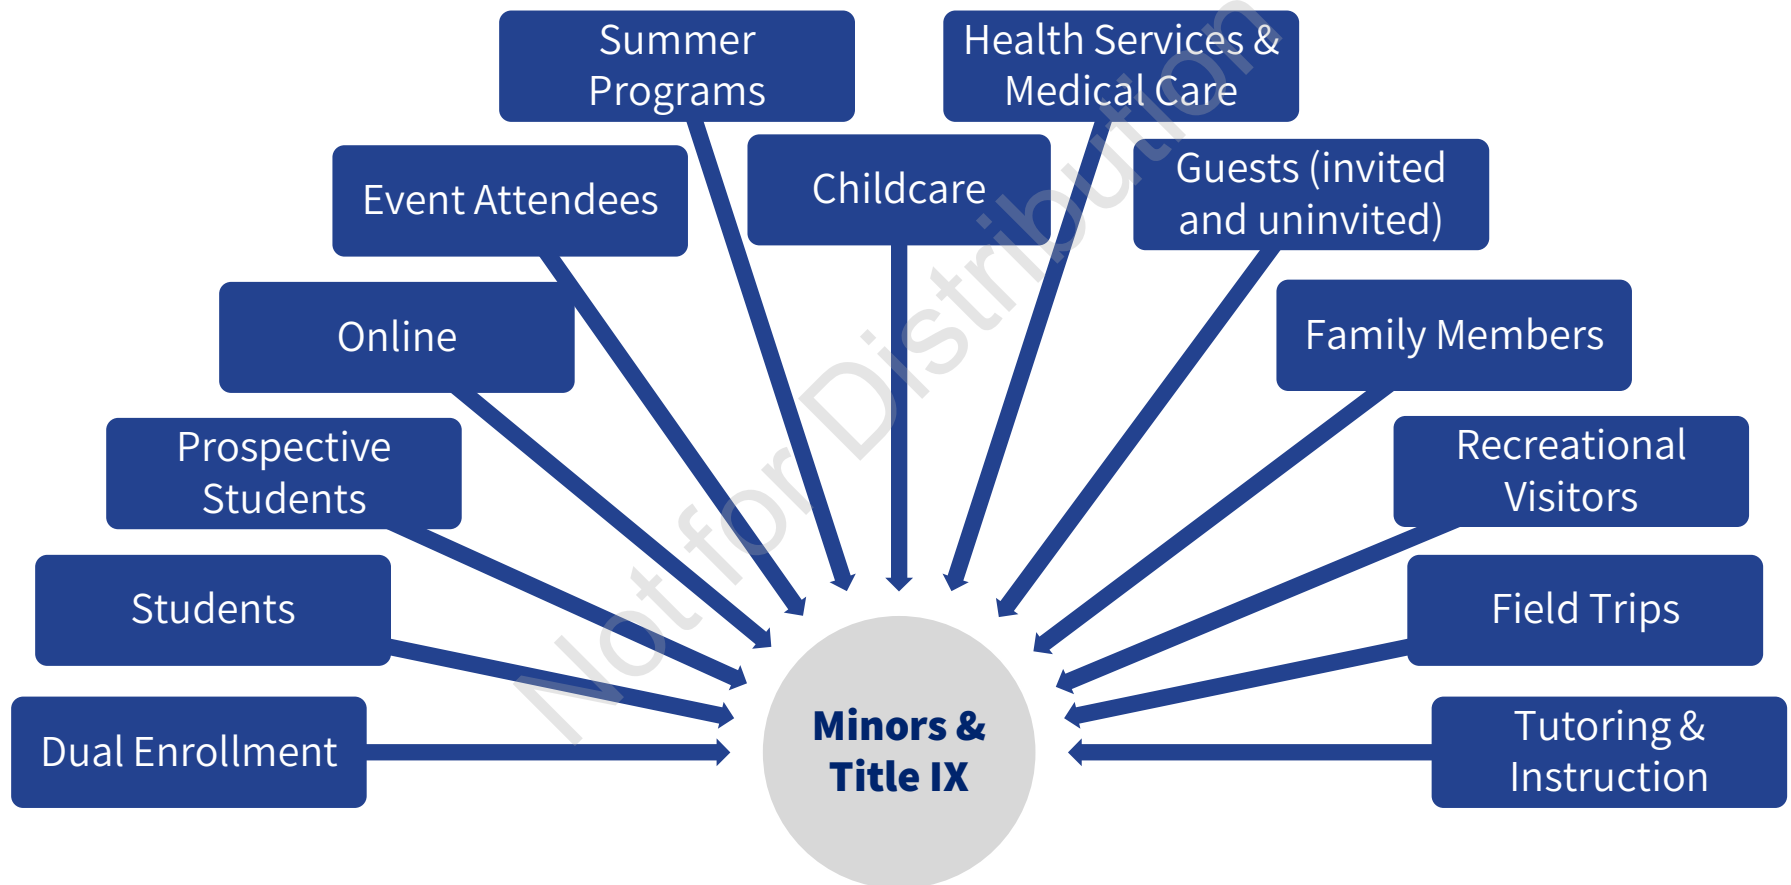 Summer
Programs
Health Services &
Medical Care
Event Attendees
Childcare
Guests (invited
and uninvited)
Online
Family Members
Prospective
Students
Recreational
Visitors
Students
Field Trips
Dual Enrollment
Minors &
Title IX
Tutoring &
Instruction
Not for Distribution